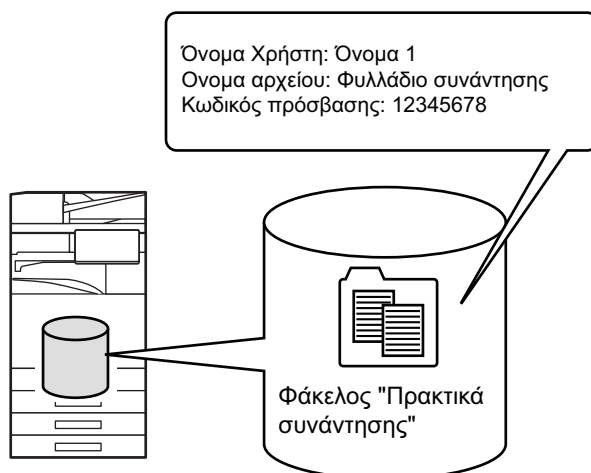 Όνομα Χρήστη: Όνομα 1
Ονομα αρχείου: Φυλλάδιο συνάντησης
Κωδικός πρόσβασης: 12345678
Φάκελος "Πρακτικά
συνάντησης"